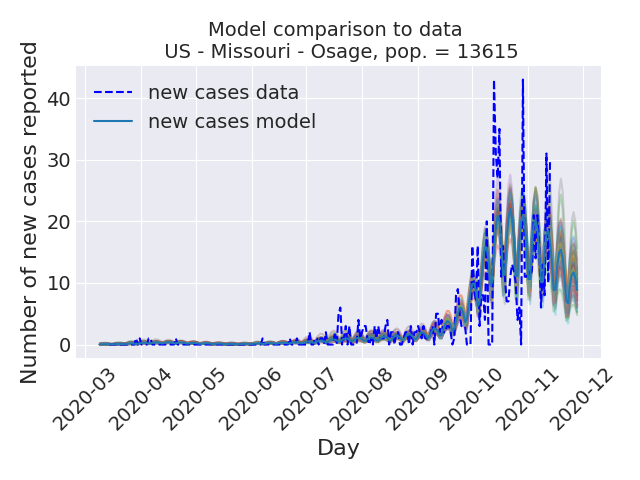 Model comparison to data
US - Missouri - Osage, pop. = 13615
Number of new cases reported
40
30
20
10
0
new cases data
new cases model
2020-03
2020-04
2020-05
2020-06
2020-07
2020-08
2020-09
2020-10
2020-11
2020-12
Day